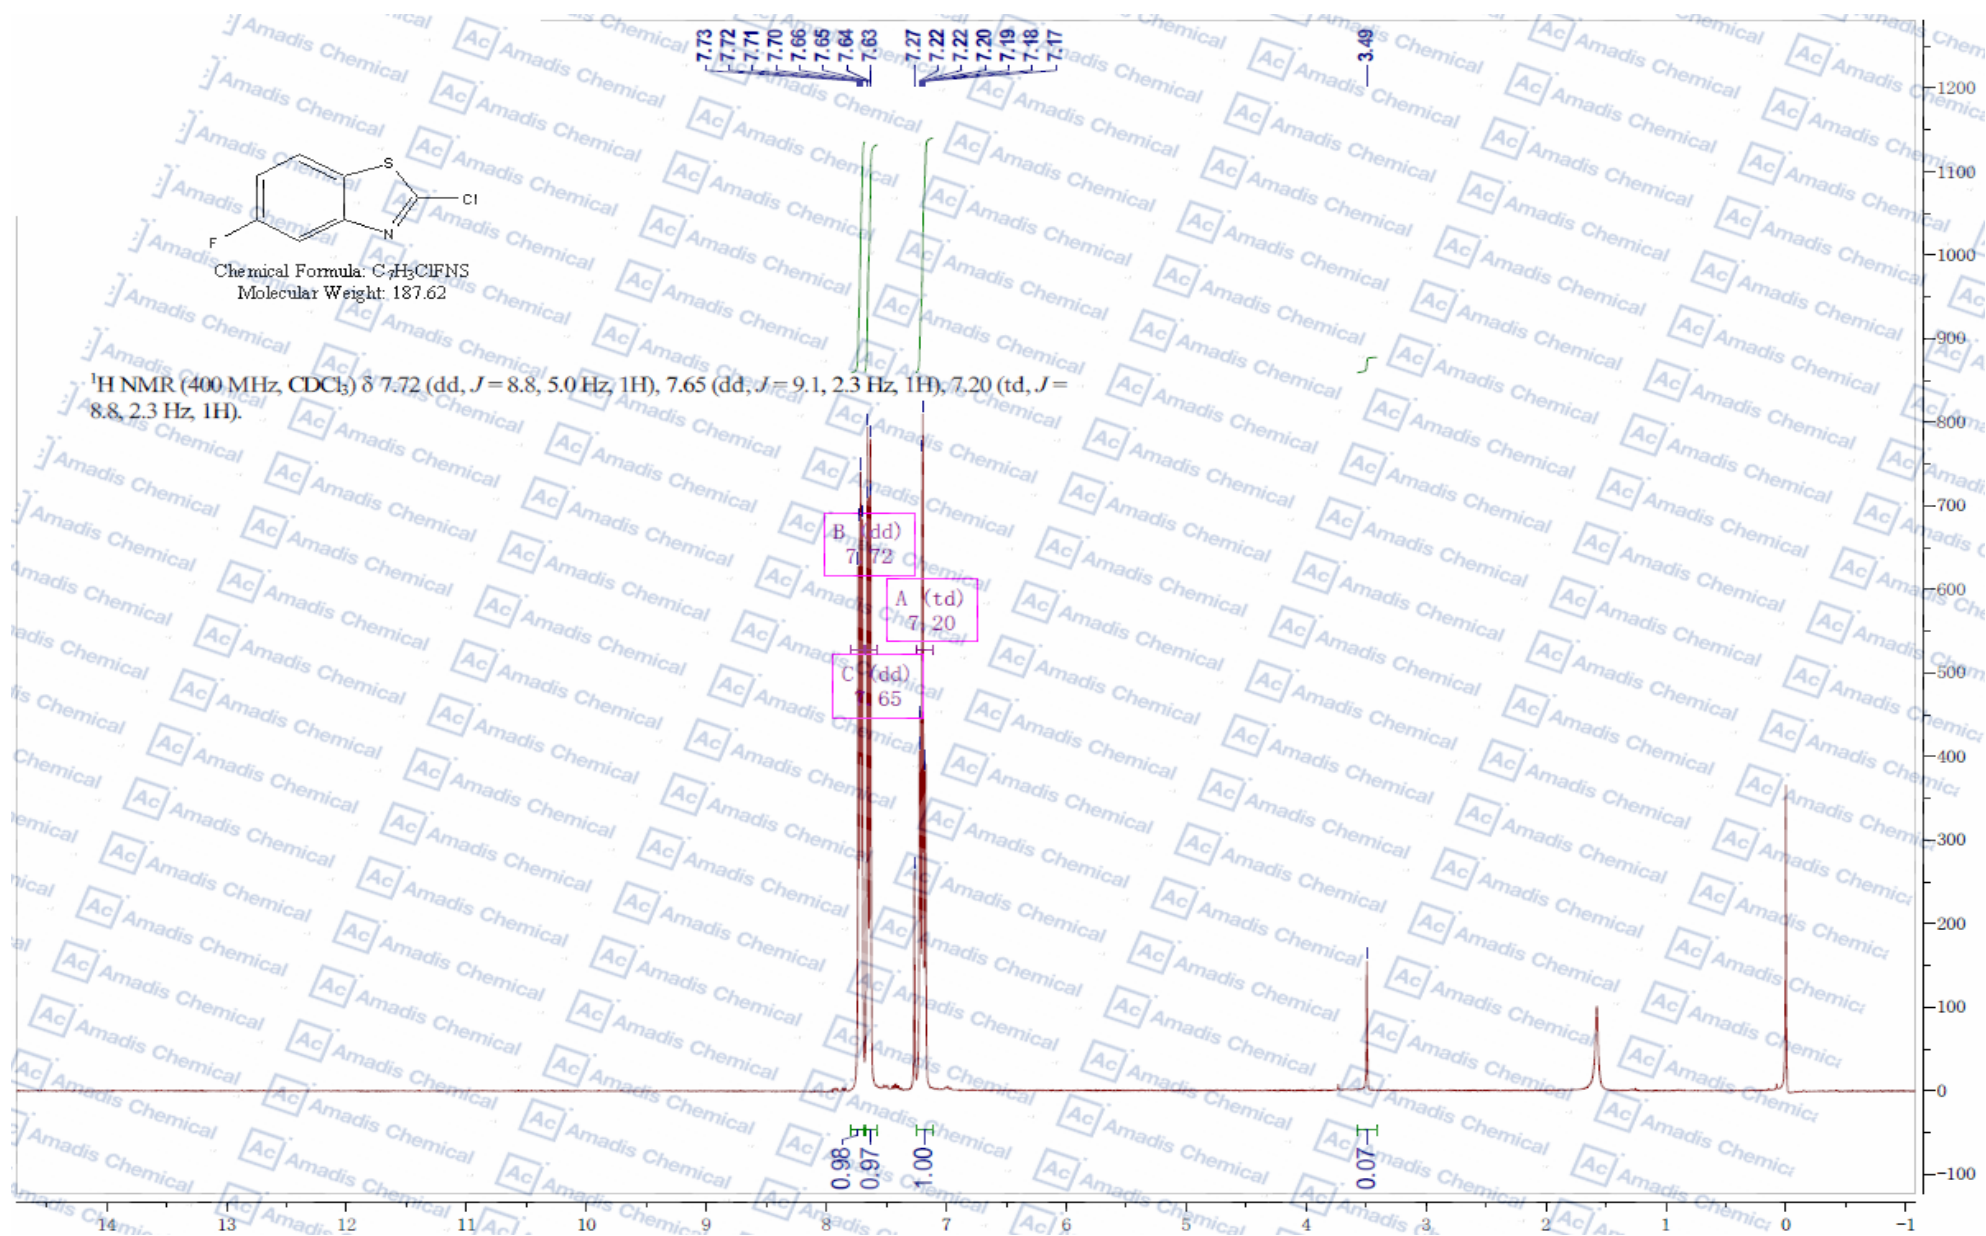 7.73
7.72
7.71
7.70
7.66
7.65
7.64
7.63
7.27
7.22
7.22
7.20
7.19
7.18
7.17
3.49
S
Cl
N
F
Chemical Formula: C7H3ClFNS
Molecular Weight: 187.62
¹H NMR (400 MHz, CDCl₃) δ 7.72 (dd, J = 8.8, 5.0 Hz, 1H), 7.65 (dd, J = 9.1, 2.3 Hz, 1H), 7.20 (td, J =
8.8, 2.3 Hz, 1H).
B (dd)
7.72
A (td)
7.20
C (dd)
7.65
1200
1100
1000
900
800
700
600
500
400
300
200
100
0
-100
0.98
0.97
1.00
0.07
14 13 12 11 10 9 8 7 6 5 4 3 2 1 0 -1
Ac Amadis Chemical